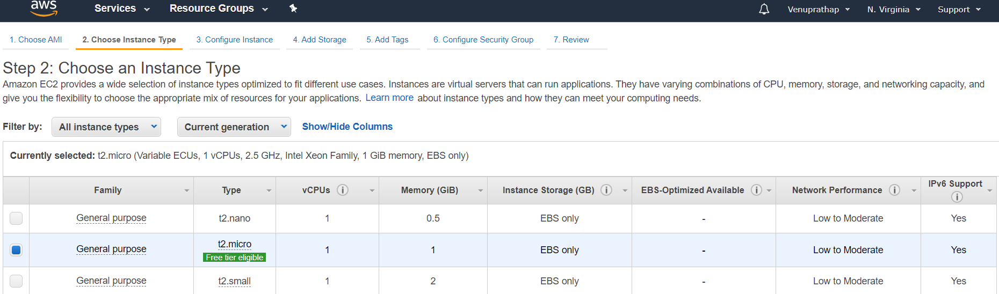 aws Services Resource Groups Venuprathap N. Virginia Support
1. Choose AMI 2. Choose Instance Type 3. Configure Instance 4. Add Storage 5. Add Tags 6. Configure Security Group 7. Review
Step 2: Choose an Instance Type
Amazon EC2 provides a wide selection of instance types optimized to fit different use cases. Instances are virtual servers that can run applications. They have varying combinations of CPU, memory, storage, and networking capacity, and
give you the flexibility to choose the appropriate mix of resources for your applications. Learn more about instance types and how they can meet your computing needs.
Filter by: All instance types Current generation Show/Hide Columns
Currently selected: t2.micro (Variable ECUs, 1 vCPUs, 2.5 GHz, Intel Xeon Family, 1 GiB memory, EBS only)
Family Type vCPUs i Memory (GiB) Instance Storage (GB) i EBS-Optimized Available i Network Performance i IPv6 Support i
General purpose t2.nano 1 0.5 EBS only - Low to Moderate Yes
General purpose t2.micro 1 1 EBS only - Low to Moderate Yes
Free tier eligible
General purpose t2.small 1 2 EBS only - Low to Moderate Yes